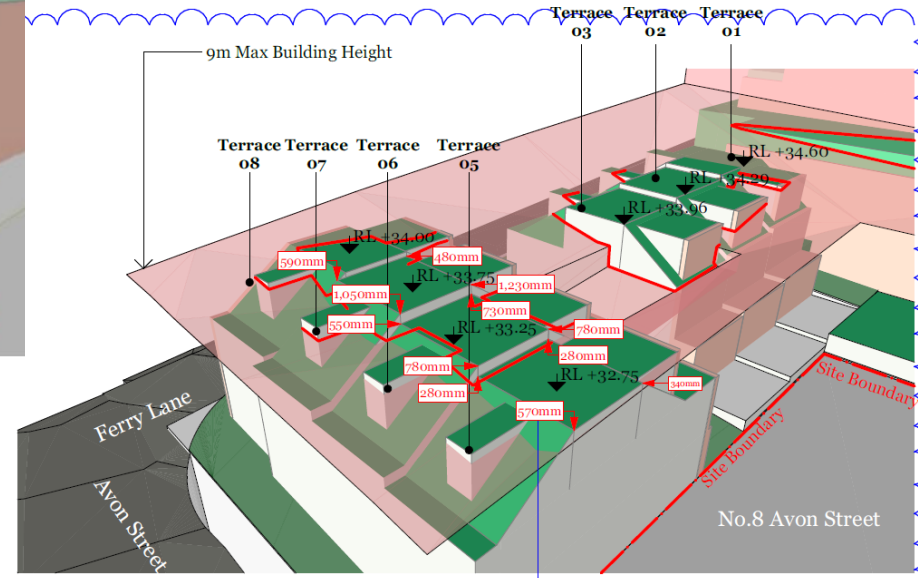 Terrace
03
Terrace
02
Terrace
01
9m Max Building Height
Terrace
08
Terrace
07
Terrace
06
Terrace
05
RL +34.60
RL +34.29
RL +33.96
RL +34.00
480mm
590mm
RL +33.75
1,230mm
1,050mm
730mm
550mm
RL +33.25
780mm
280mm
780mm
280mm
RL +32.75
340mm
570mm
Ferry Lane
Avon Street
Site Boundary
Site Boundary
No.8 Avon Street